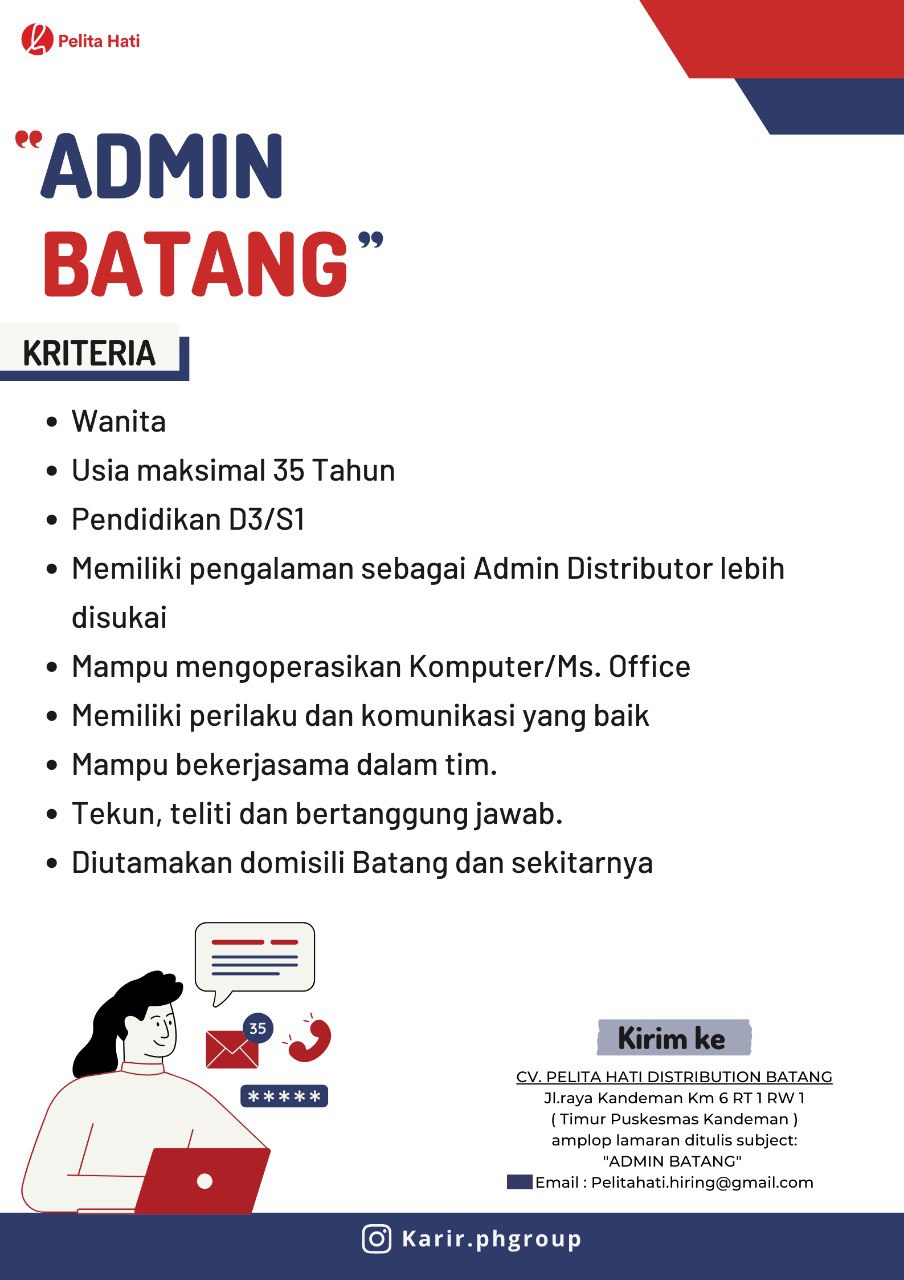 Pelita Hati
"ADMIN
BATANG"
KRITERIA
• Wanita
• Usia maksimal 35 Tahun
• Pendidikan D3/S1
• Memiliki pengalaman sebagai Admin Distributor lebih
disukai
• Mampu mengoperasikan Komputer/Ms. Office
• Memiliki perilaku dan komunikasi yang baik
• Mampu bekerjasama dalam tim.
• Tekun, teliti dan bertanggung jawab.
• Diutamakan domisili Batang dan sekitarnya
35
*****
Kirim ke
CV. PELITA HATI DISTRIBUTION BATANG
Jl.raya Kandeman Km 6 RT 1 RW 1
( Timur Puskesmas Kandeman )
amplop lamaran ditulis subject:
"ADMIN BATANG"
Email : Pelitahati.hiring@gmail.com
Karir.phgroup